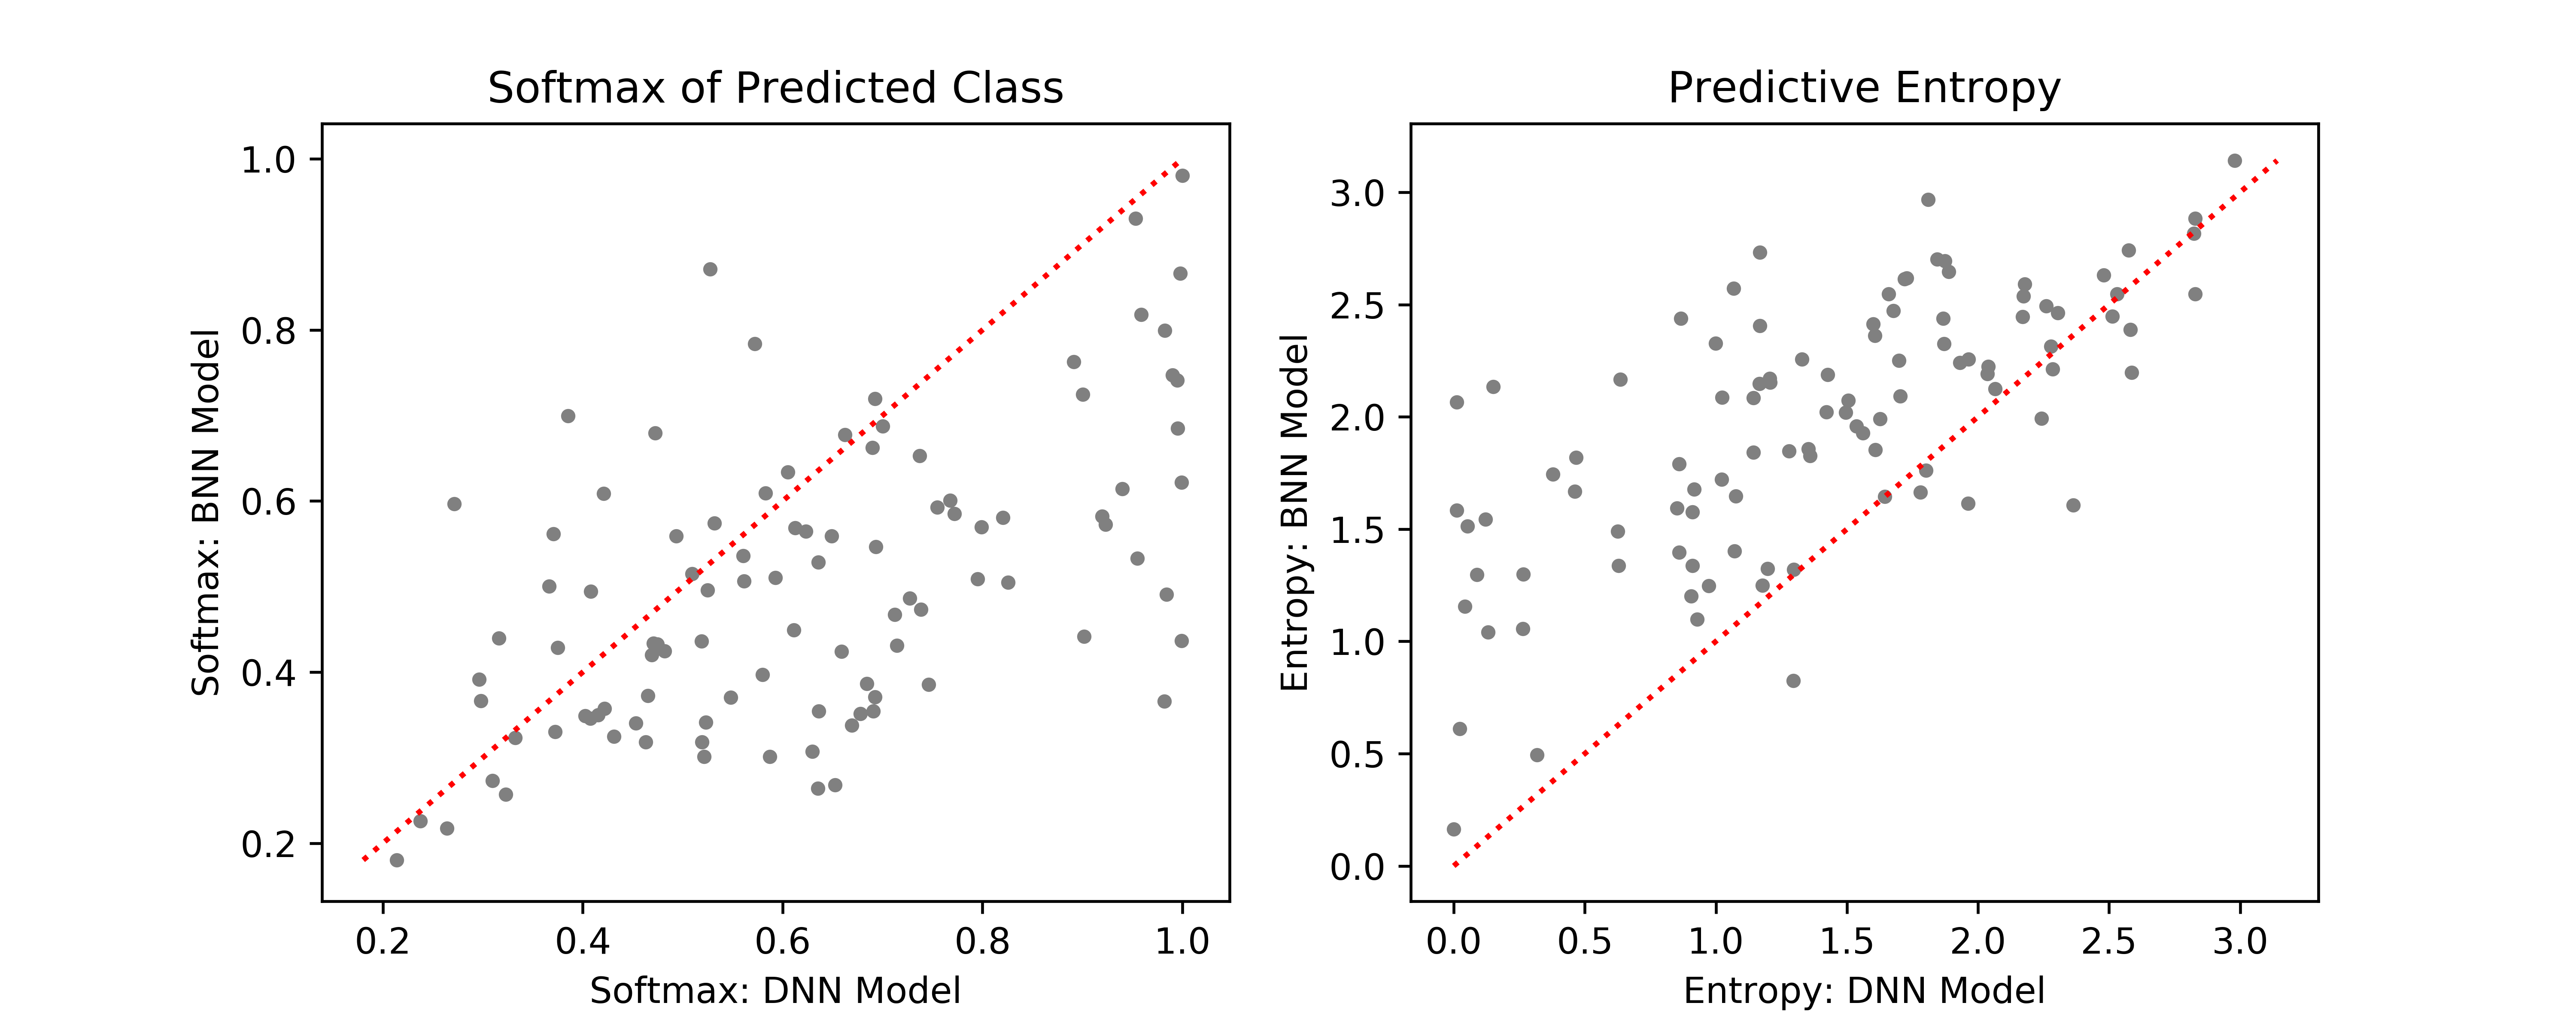 Softmax of Predicted Class
Softmax: BNN Model
1.0
0.8
0.6
0.4
0.2
0.2 0.4 0.6 0.8 1.0
Softmax: DNN Model
Predictive Entropy
Entropy: BNN Model
3.0
2.5
2.0
1.5
1.0
0.5
0.0
0.0 0.5 1.0 1.5 2.0 2.5 3.0
Entropy: DNN Model